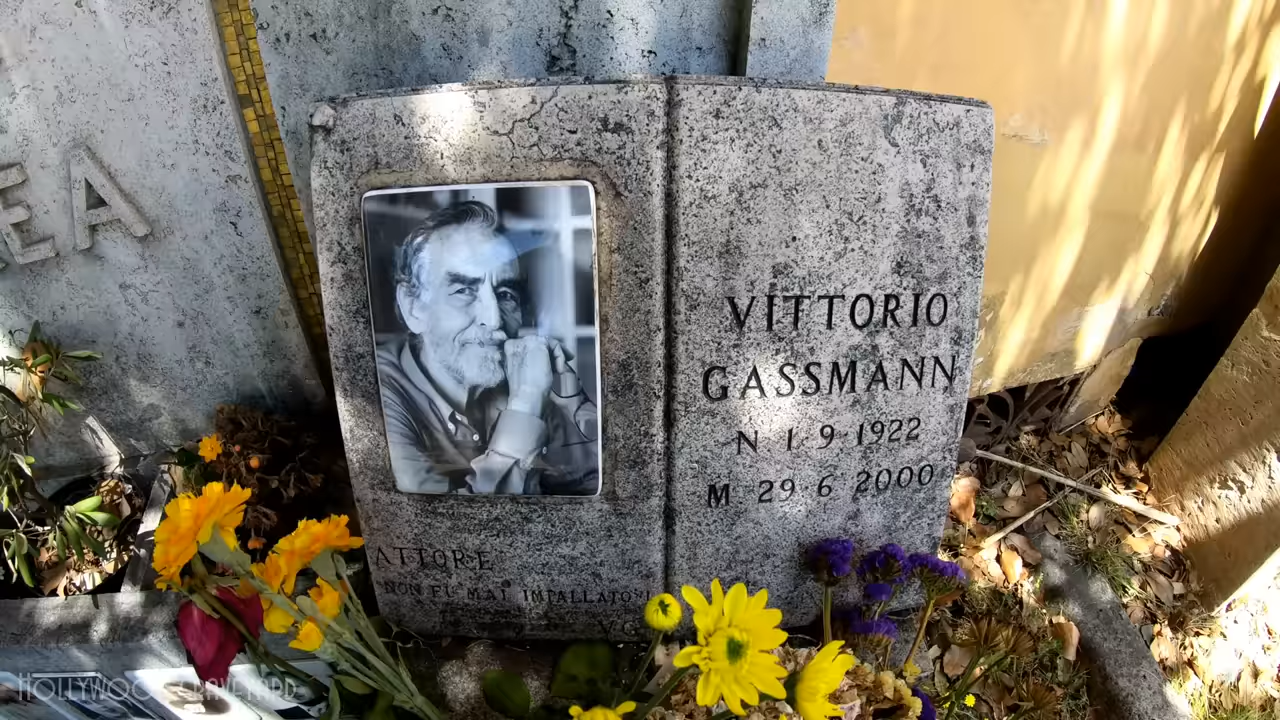 EA
VITTORIO
GASSMANN
N 1·9·1922
M 29·6·2000
ATTORE
"NON FU MAI IMPALLATO"!
V.G.
HOLLYWOOD GRAVEYARD